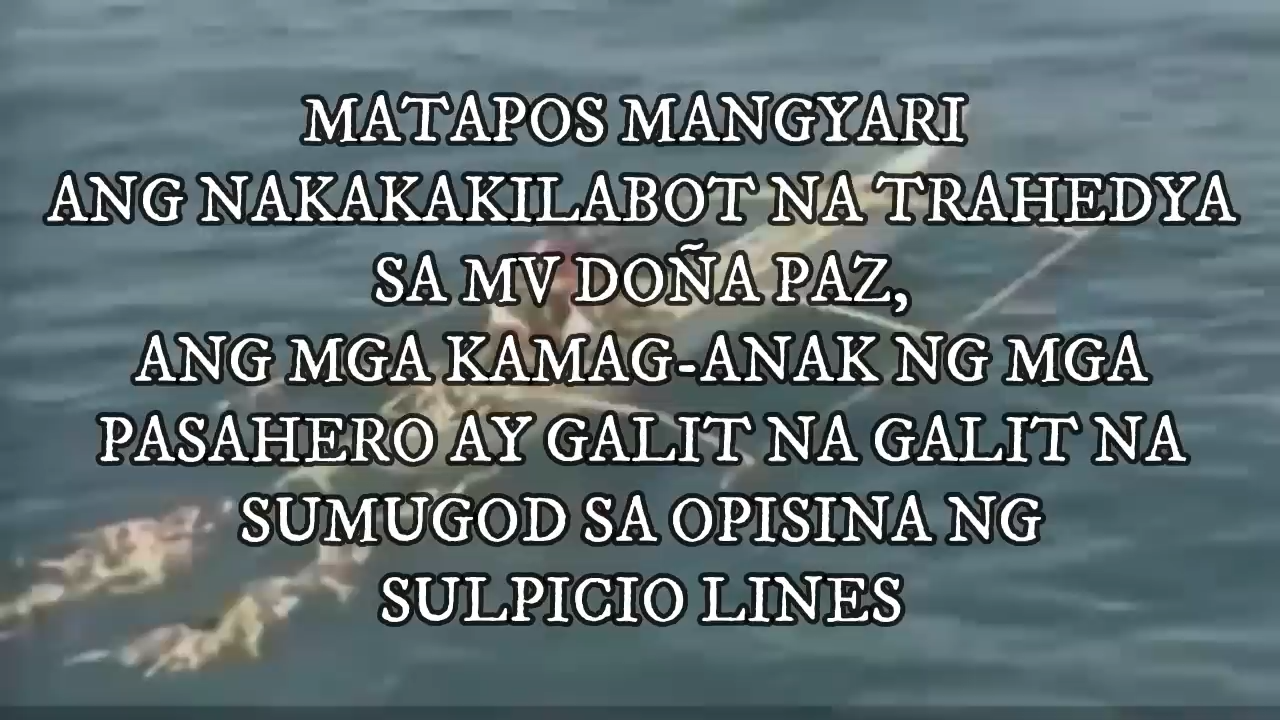 MATAPOS MANGYARI
ANG NAKAKAKILABOT NA TRAHEDYA
SA MV DOÑA PAZ,
ANG MGA KAMAG-ANAK NG MGA
PASAHERO AY GALIT NA GALIT NA
SUMUGOD SA OPISINA NG
SULPICIO LINES